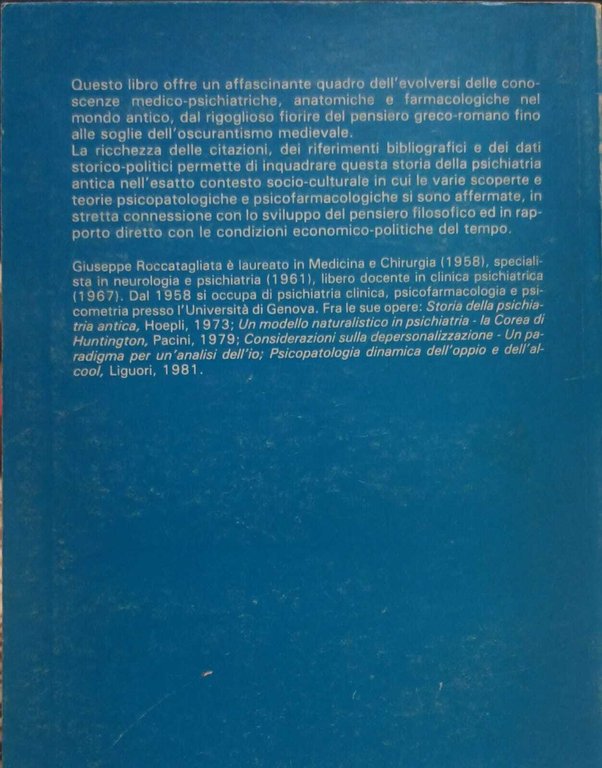 Questo libro offre un affascinante quadro dell'evolversi delle cono-
scenze medico-psichiatriche, anatomiche e farmacologiche nel
mondo antico, dal rigoglioso fiorire del pensiero greco-romano fino
alle soglie dell'oscurantismo medievale.
La ricchezza delle citazioni, dei riferimenti bibliografici e dei dati
storico-politici permette di inquadrare questa storia della psichiatria
antica nell'esatto contesto socio-culturale in cui le varie scoperte e
teorie psicopatologiche e psicofarmacologiche si sono affermate, in
stretta connessione con lo sviluppo del pensiero filosofico ed in rap-
porto diretto con le condizioni economico-politiche del tempo.
Giuseppe Roccatagliata è laureato in Medicina e Chirurgia (1958), speciali-
sta in neurologia e psichiatria (1961), libero docente in clinica psichiatrica
(1967). Dal 1958 si occupa di psichiatria clinica, psicofarmacologia e psi-
cometria presso l'Università di Genova. Fra le sue opere: Storia della psichia-
tria antica, Hoepli, 1973; Un modello naturalistico in psichiatria - la Corea di
Huntington, Pacini, 1979; Considerazioni sulla depersonalizzazione - Un pa-
radigma per un'analisi dell'io; Psicopatologia dinamica dell'oppio e dell'al-
cool, Liguori, 1981.